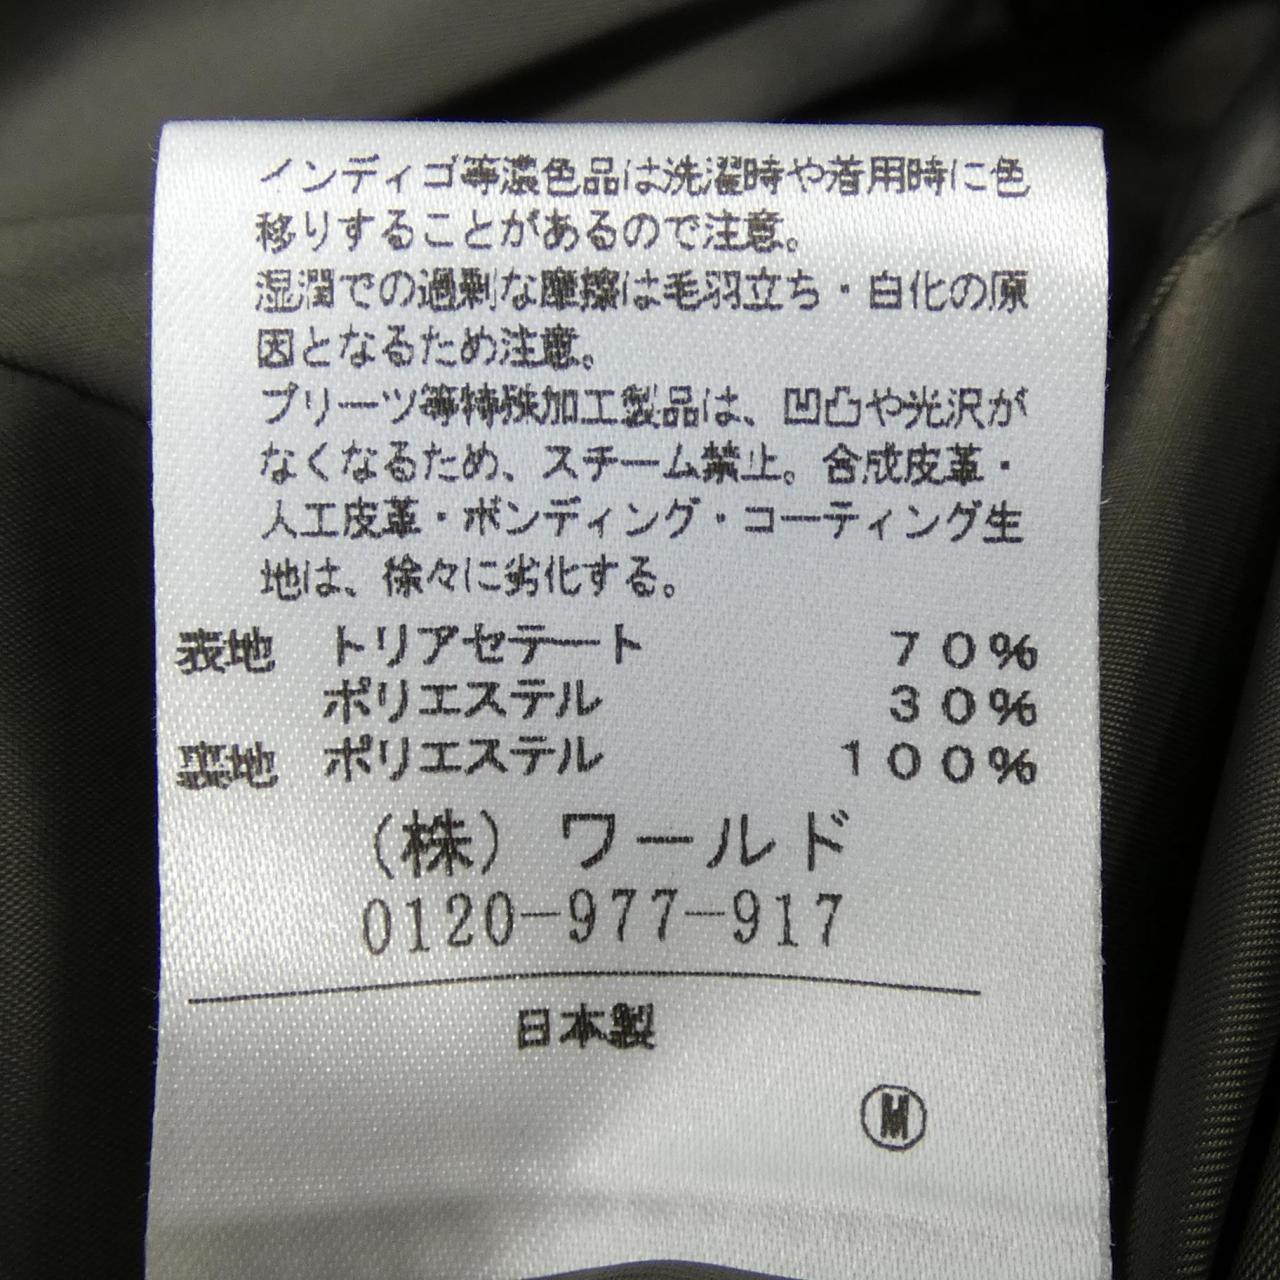 インディゴ等濃色品は洗濯時や着用時に色
移りすることがあるので注意。
湿潤での過剰な摩擦は毛羽立ち・白化の原
因となるため注意。
プリーツ等特殊加工製品は、凹凸や光沢が
なくなるため、スチーム禁止。合成皮革・
人工皮革・ボンディング・コーティング生
地は、徐々に劣化する。
表地 トリアセテート 70%
ポリエステル 30%
裏地 ポリエステル 100%
(株) ワールド
0120-977-917
日本製
M